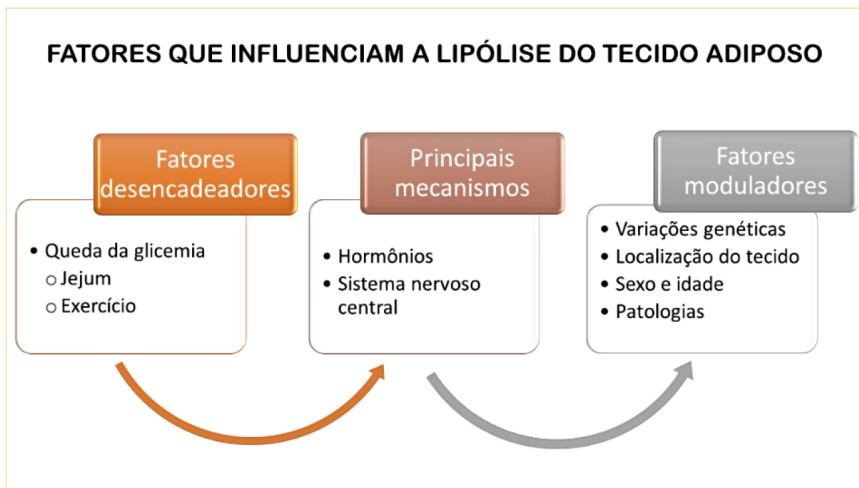 FATORES QUE INFLUENCIAM A LIPÓLISE DO TECIDO ADIPOSO
Fatores
desencadeadores
• Queda da glicemia
o Jejum
o Exercício
Principais
mecanismos
• Hormônios
• Sistema nervoso
central
Fatores
moduladores
• Variações genéticas
• Localização do tecido
• Sexo e idade
• Patologias